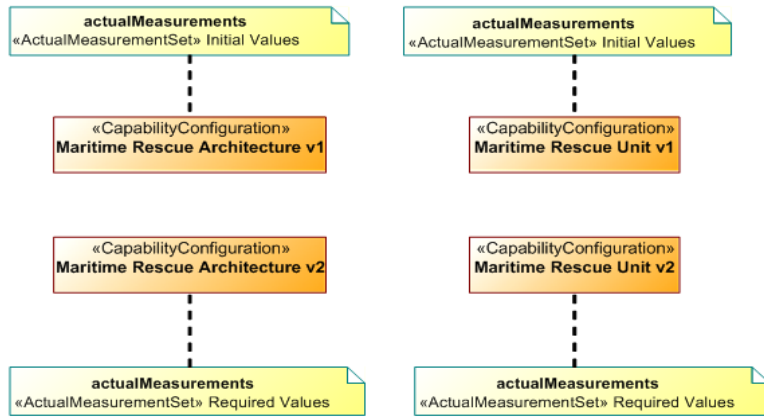 actualMeasurements
«ActualMeasurementSet» Initial Values
actualMeasurements
«ActualMeasurementSet» Initial Values
«CapabilityConfiguration»
Maritime Rescue Architecture v1
«CapabilityConfiguration»
Maritime Rescue Unit v1
«CapabilityConfiguration»
Maritime Rescue Architecture v2
«CapabilityConfiguration»
Maritime Rescue Unit v2
actualMeasurements
«ActualMeasurementSet» Required Values
actualMeasurements
«ActualMeasurementSet» Required Values